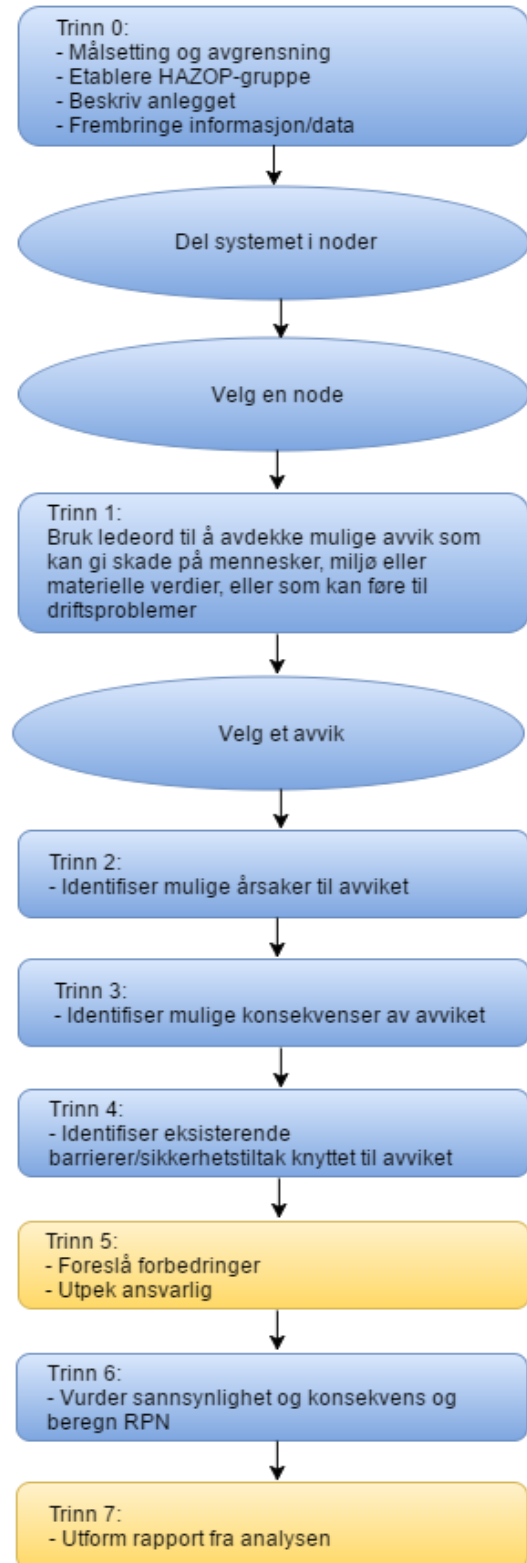 Trinn 0:
- Målsetting og avgrensning
- Etablere HAZOP-gruppe
- Beskriv anlegget
- Frembringe informasjon/data
Del systemet i noder
Velg en node
Trinn 1:
Bruk ledeord til å avdekke mulige avvik som
kan gi skade på mennesker, miljø eller
materielle verdier, eller som kan føre til
driftsproblemer
Velg et avvik
Trinn 2:
- Identifiser mulige årsaker til avviket
Trinn 3:
- Identifiser mulige konsekvenser av avviket
Trinn 4:
- Identifiser eksisterende
barrierer/sikkerhetstiltak knyttet til avviket
Trinn 5:
- Foreslå forbedringer
- Utpek ansvarlig
Trinn 6:
- Vurder sannsynlighet og konsekvens og
beregn RPN
Trinn 7:
- Utform rapport fra analysen